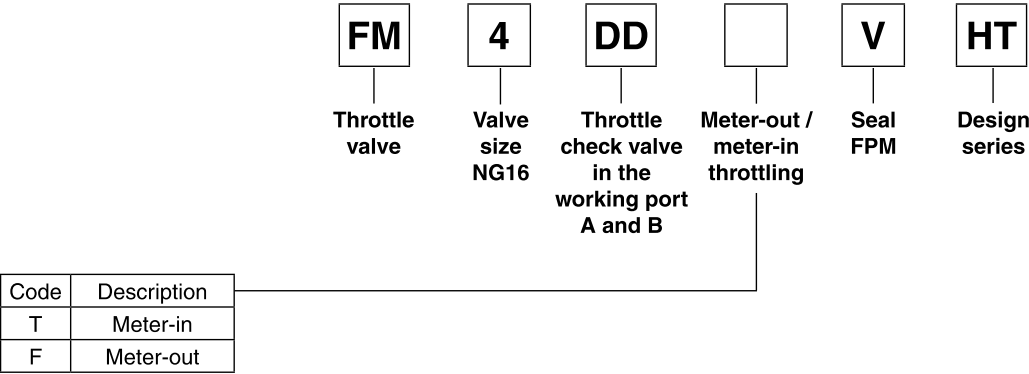 FM 4 DD V HT
Throttle
valve
Valve
size
NG16
Throttle
check valve
in the
working port
A and B
Meter-out /
meter-in
throttling
Seal
FPM
Design
series
Code Description
T Meter-in
F Meter-out